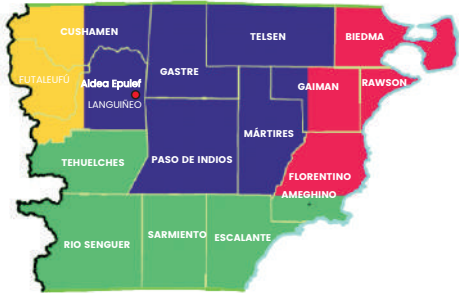 CUSHAMEN
TELSEN
BIEDMA
GASTRE
FUTALEUFÚ
Aldea Epulef
LANGUIÑEO
GAIMAN
RAWSON
MÁRTIRES
TEHUELCHES
PASO DE INDIOS
FLORENTINO
AMEGHINO
RIO SENGUER
SARMIENTO
ESCALANTE